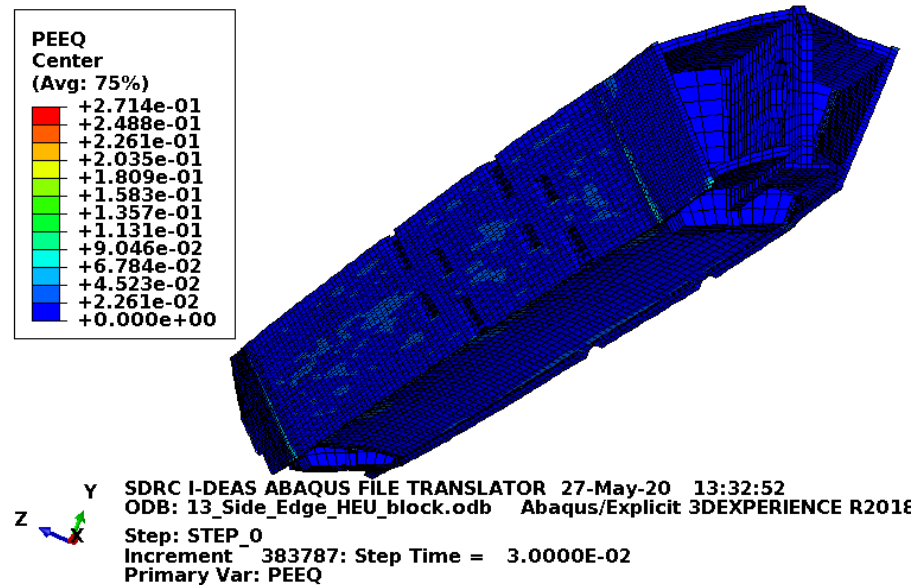 PEEQ
Center
(Avg: 75%)
+2.714e-01
+2.488e-01
+2.261e-01
+2.035e-01
+1.809e-01
+1.583e-01
+1.357e-01
+1.131e-01
+9.046e-02
+6.784e-02
+4.523e-02
+2.261e-02
+0.000e+00
Y
Z
X
SDRC I-DEAS ABAQUS FILE TRANSLATOR 27-May-20 13:32:52
ODB: 13_Side_Edge_HEU_block.odb Abaqus/Explicit 3DEXPERIENCE R2018
Step: STEP_0
Increment 383787: Step Time = 3.0000E-02
Primary Var: PEEQ